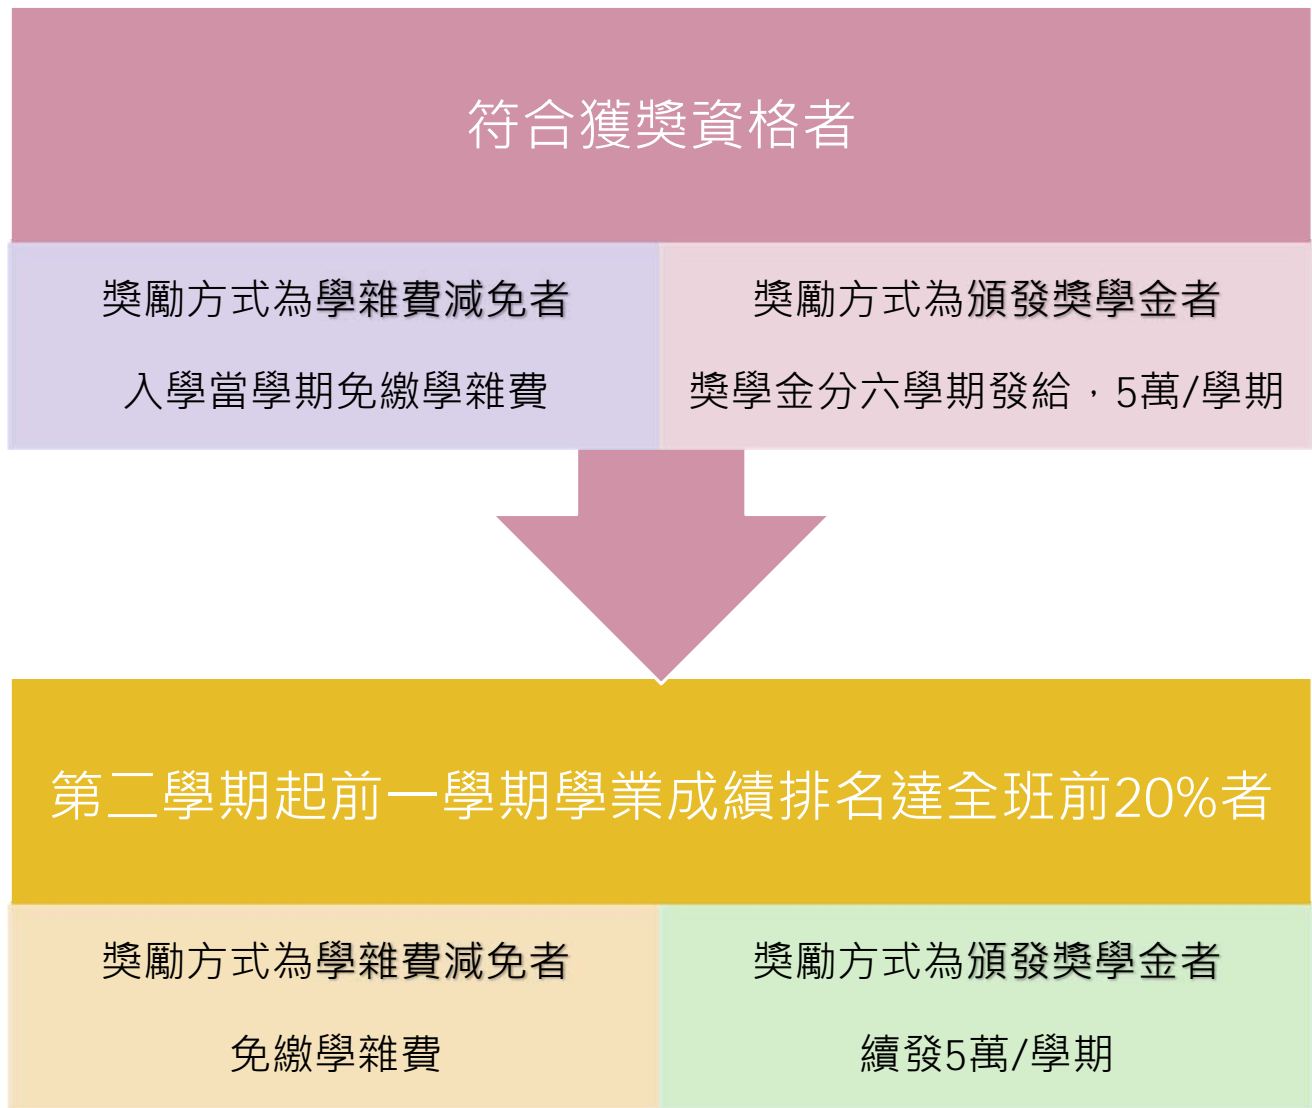 符合獲獎資格者
獎勵方式為學雜費減免者
入學當學期免繳學雜費
獎勵方式為頒發獎學金者
獎學金分六學期發給，5萬/學期
第二學期起前一學期學業成績排名達全班前20%者
獎勵方式為學雜費減免者
免繳學雜費
獎勵方式為頒發獎學金者
續發5萬/學期